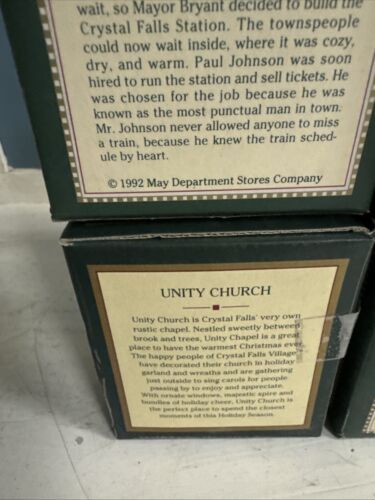 wait, so Mayor Bryant decided to build the
Crystal Falls Station. The townspeople
could now wait inside, where it was cozy,
dry, and warm. Paul Johnson was soon
hired to run the station and sell tickets. He
was chosen for the job because he was
known as the most punctual man in town.
Mr. Johnson never allowed anyone to miss
a train, because he knew the train sched-
ule by heart.
© 1992 May Department Stores Company
UNITY CHURCH
Unity Church is Crystal Falls' very own
rustic chapel. Nestled sweetly between
brook and trees, Unity Chapel is a great
place to have the warmest Christmas ever.
The happy people of Crystal Falls Village
have decorated their church in holiday
garland and wreaths and are gathering
just outside to sing carols for people
passing by to enjoy and appreciate.
With ornate windows, majestic spire and
bundles of holiday cheer, Unity Church is
the perfect place to spend the closest
moments of this Holiday Season.